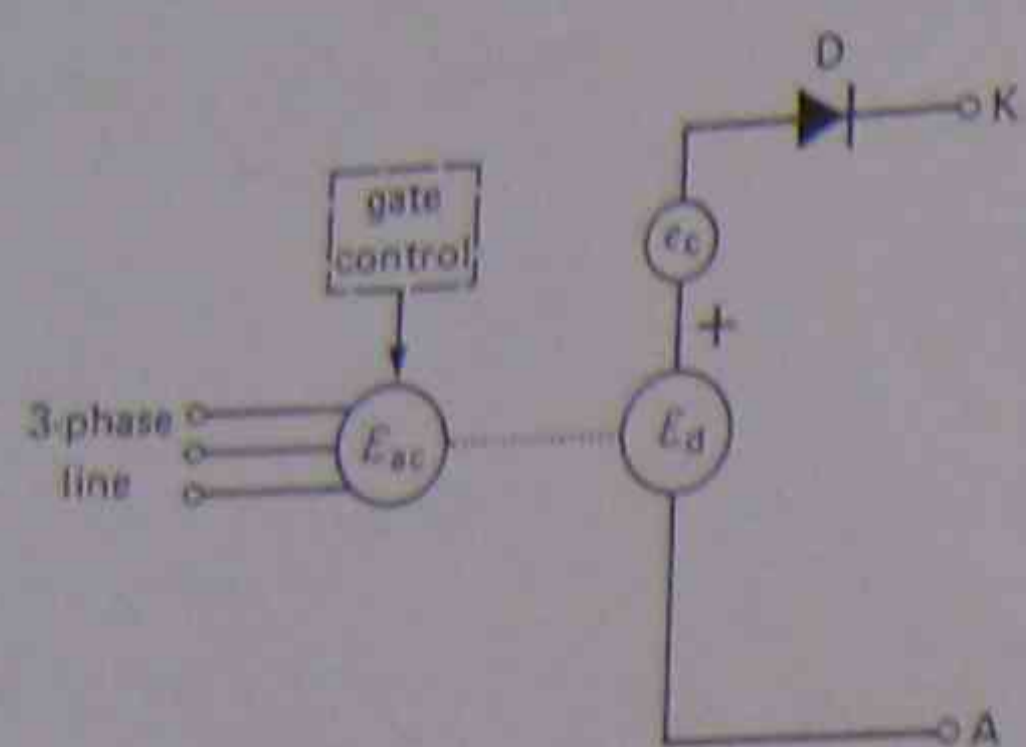 D
K
gate
control
e_c
+
3-phase
line
E_ac
E_d
A